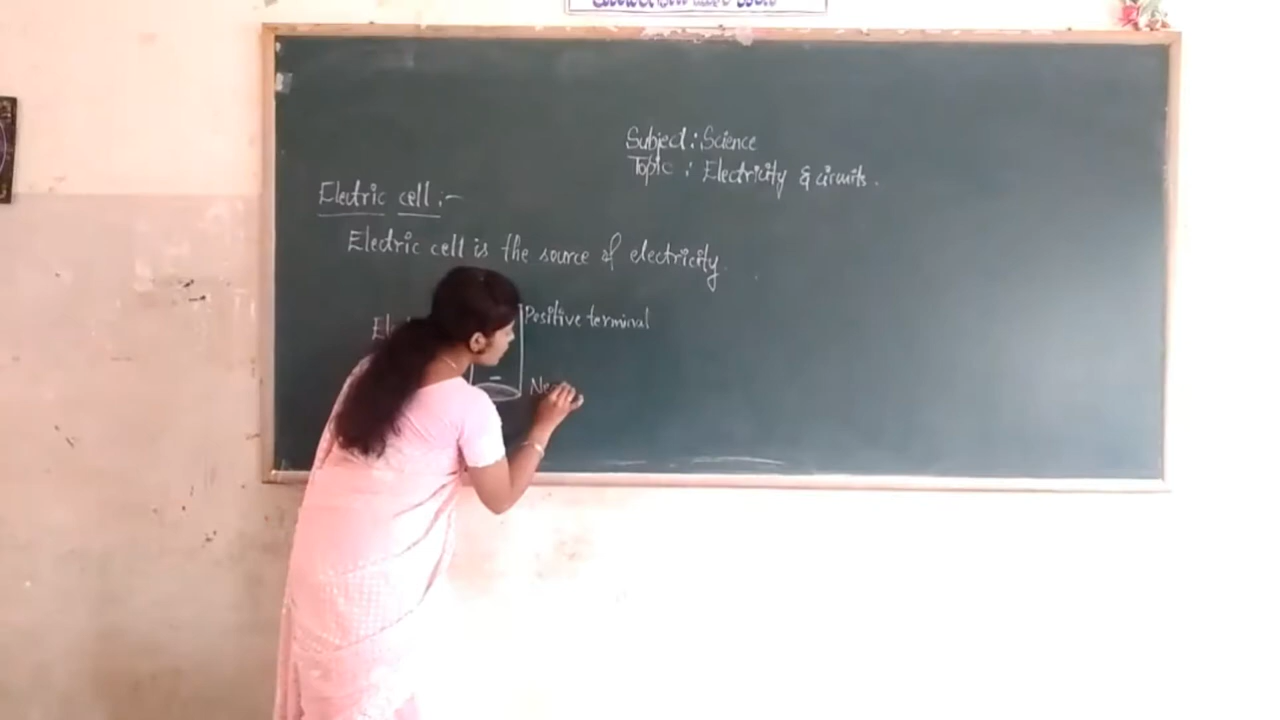 Subject : Science
Topic : Electricity & circuits.
Electric cell :-
Electric cell is the source of electricity.
Positive terminal